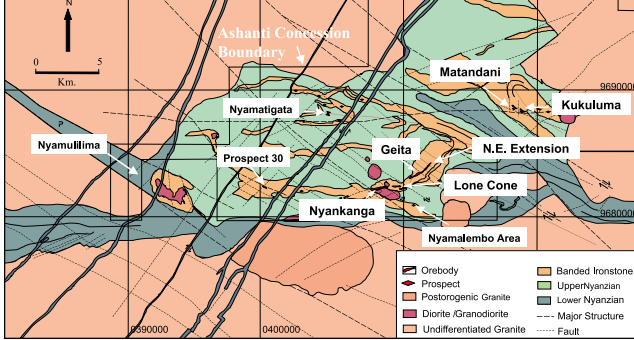 N
Ashanti Concession
Boundary
0
5
Km.
Matandani
9690000
Kukuluma
Nyamatigata
Nyamulilima
Geita
N.E. Extension
Prospect 30
Lone Cone
Nyankanga
9680000
Nyamalembo Area
Orebody
Prospect
Postorogenic Granite
Diorite /Granodiorite
Undifferentiated Granite
Banded Ironstone
UpperNyanzian
Lower Nyanzian
Major Structure
Fault
0390000
0400000